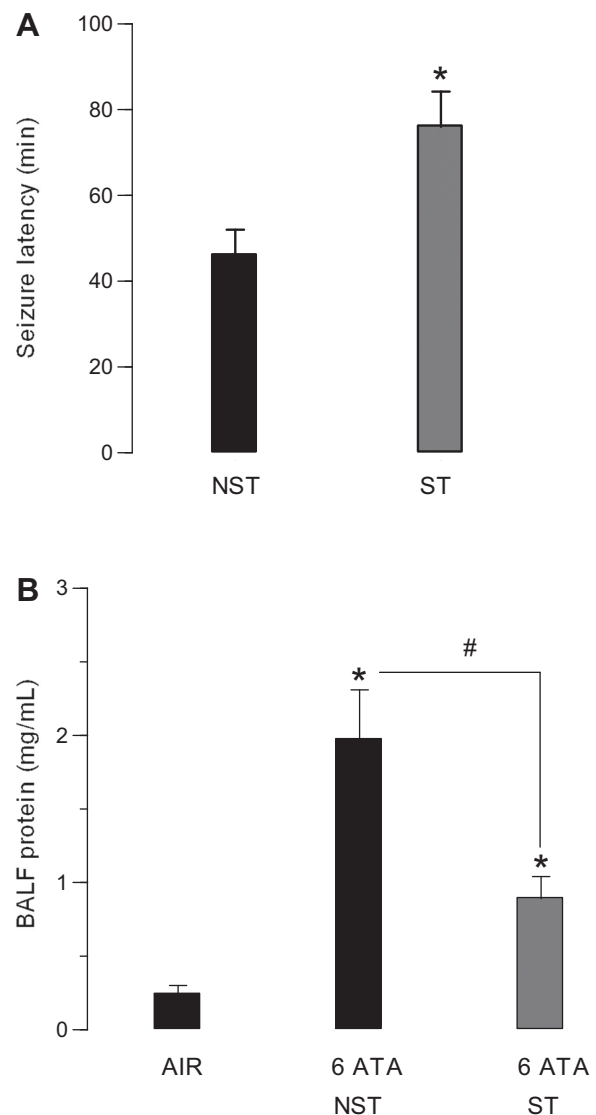 A
100
80
60
40
20
0
Seizure latency (min)
*
NST ST
B
3
2
1
0
BALF protein (mg/mL)
#
*
*
AIR 6 ATA 6 ATA
NST ST